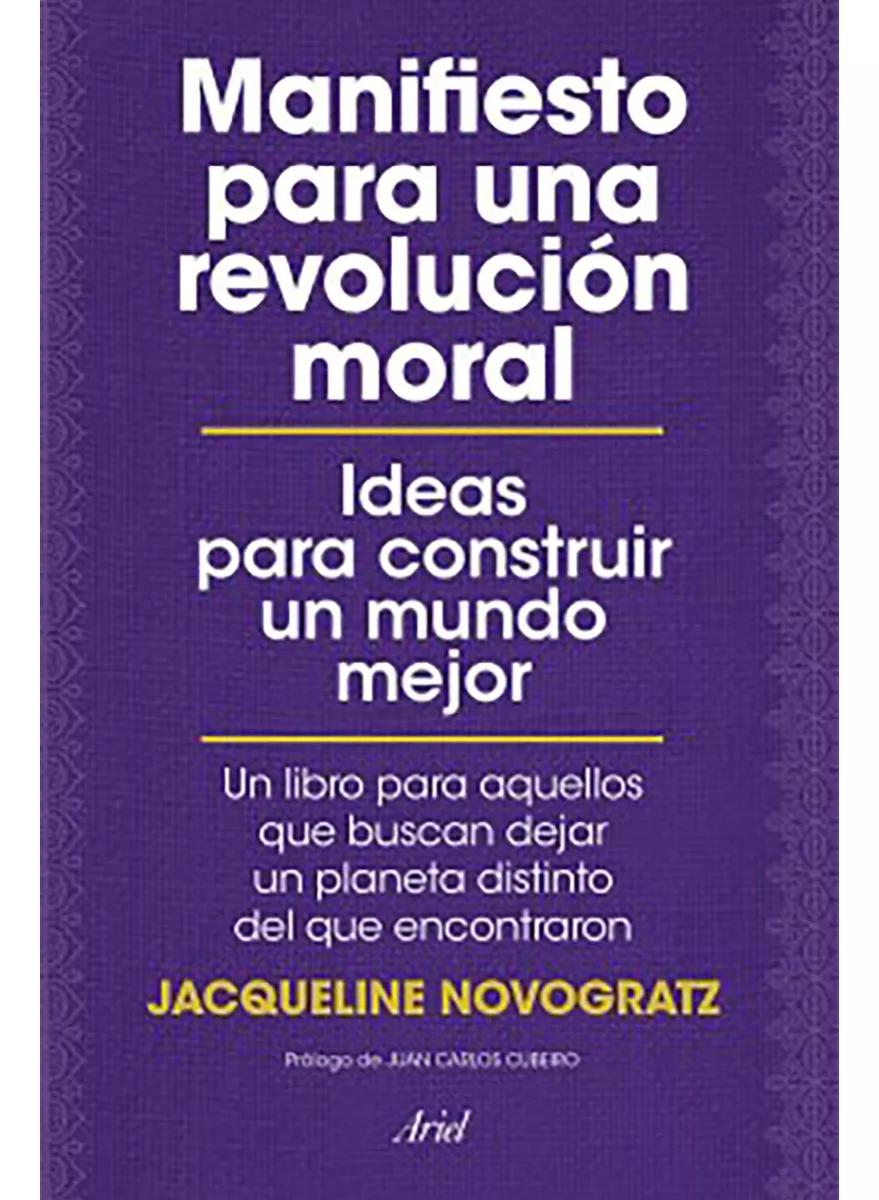 Manifiesto
para una
revolución
moral
Ideas
para construir
un mundo
mejor
Un libro para aquellos
que buscan dejar
un planeta distinto
del que encontraron
JACQUELINE NOVOGRATZ
Prólogo de JUAN CARLOS CUBEIRO
Ariel